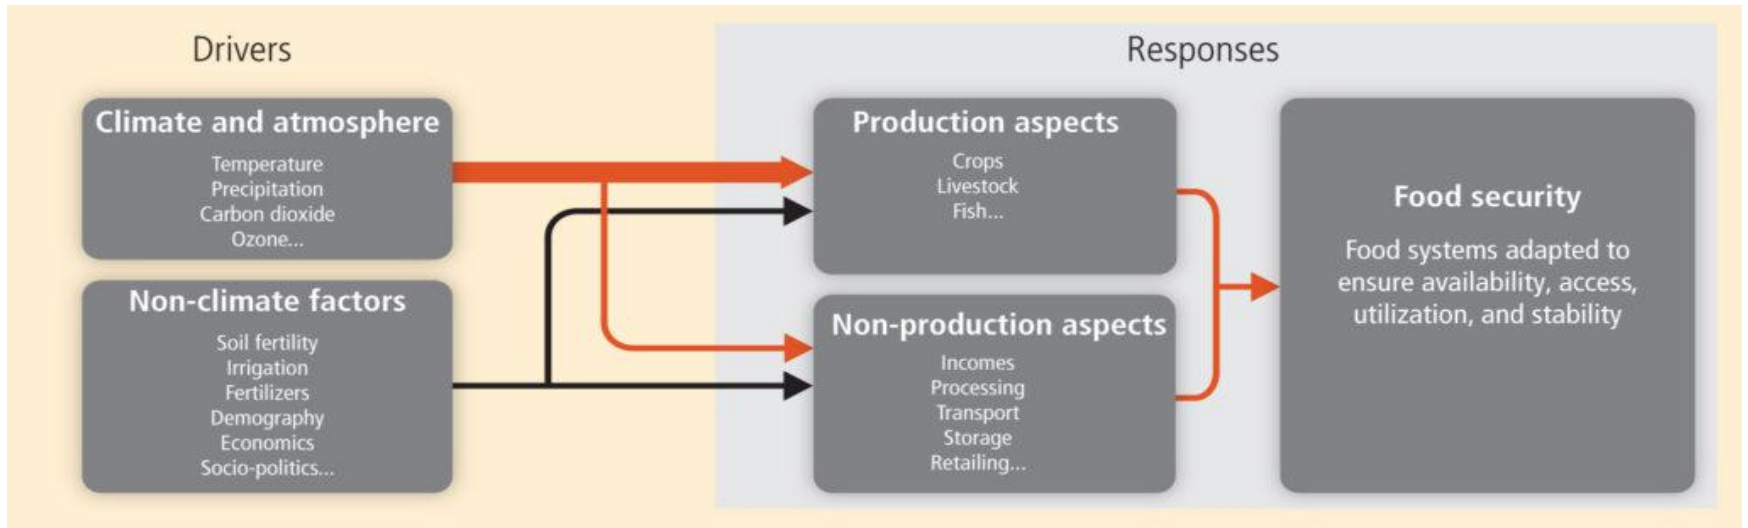 Drivers
Responses
Climate and atmosphere
Temperature
Precipitation
Carbon dioxide
Ozone...
Non-climate factors
Soil fertility
Irrigation
Fertilizers
Demography
Economics
Socio-politics...
Production aspects
Crops
Livestock
Fish...
Non-production aspects
Incomes
Processing
Transport
Storage
Retailing...
Food security
Food systems adapted to
ensure availability, access,
utilization, and stability